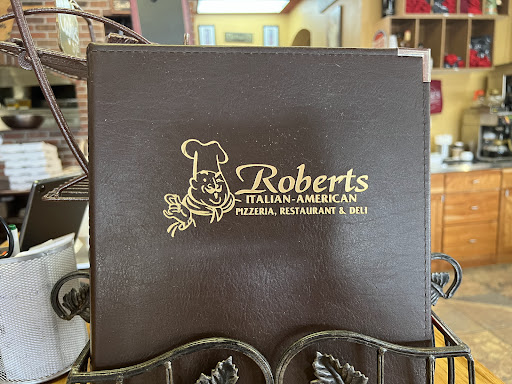 Roberts
ITALIAN-AMERICAN
PIZZERIA, RESTAURANT & DELI